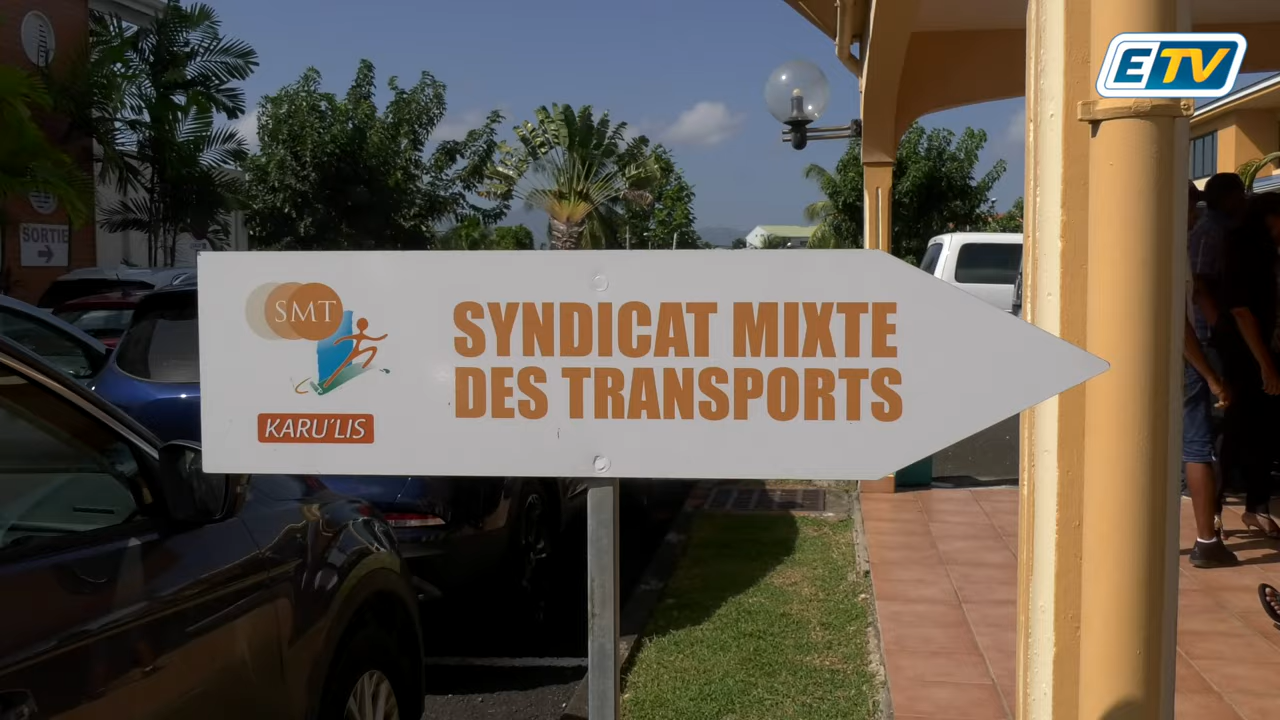 ETV
SORTIE
SMT
KARU'LIS
SYNDICAT MIXTE
DES TRANSPORTS